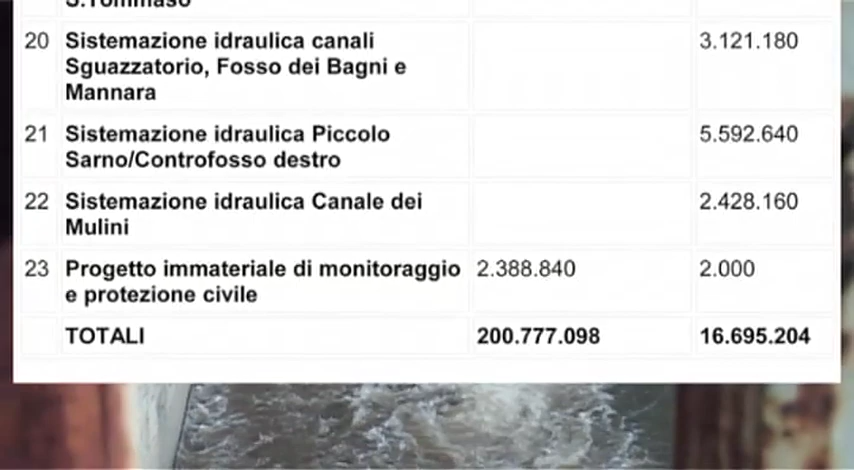 S.Tommaso
20 Sistemazione idraulica canali 3.121.180
Sguazzatorio, Fosso dei Bagni e
Mannara
21 Sistemazione idraulica Piccolo 5.592.640
Sarno/Controfosso destro
22 Sistemazione idraulica Canale dei 2.428.160
Mulini
23 Progetto immateriale di monitoraggio 2.388.840 2.000
e protezione civile
TOTALI 200.777.098 16.695.204